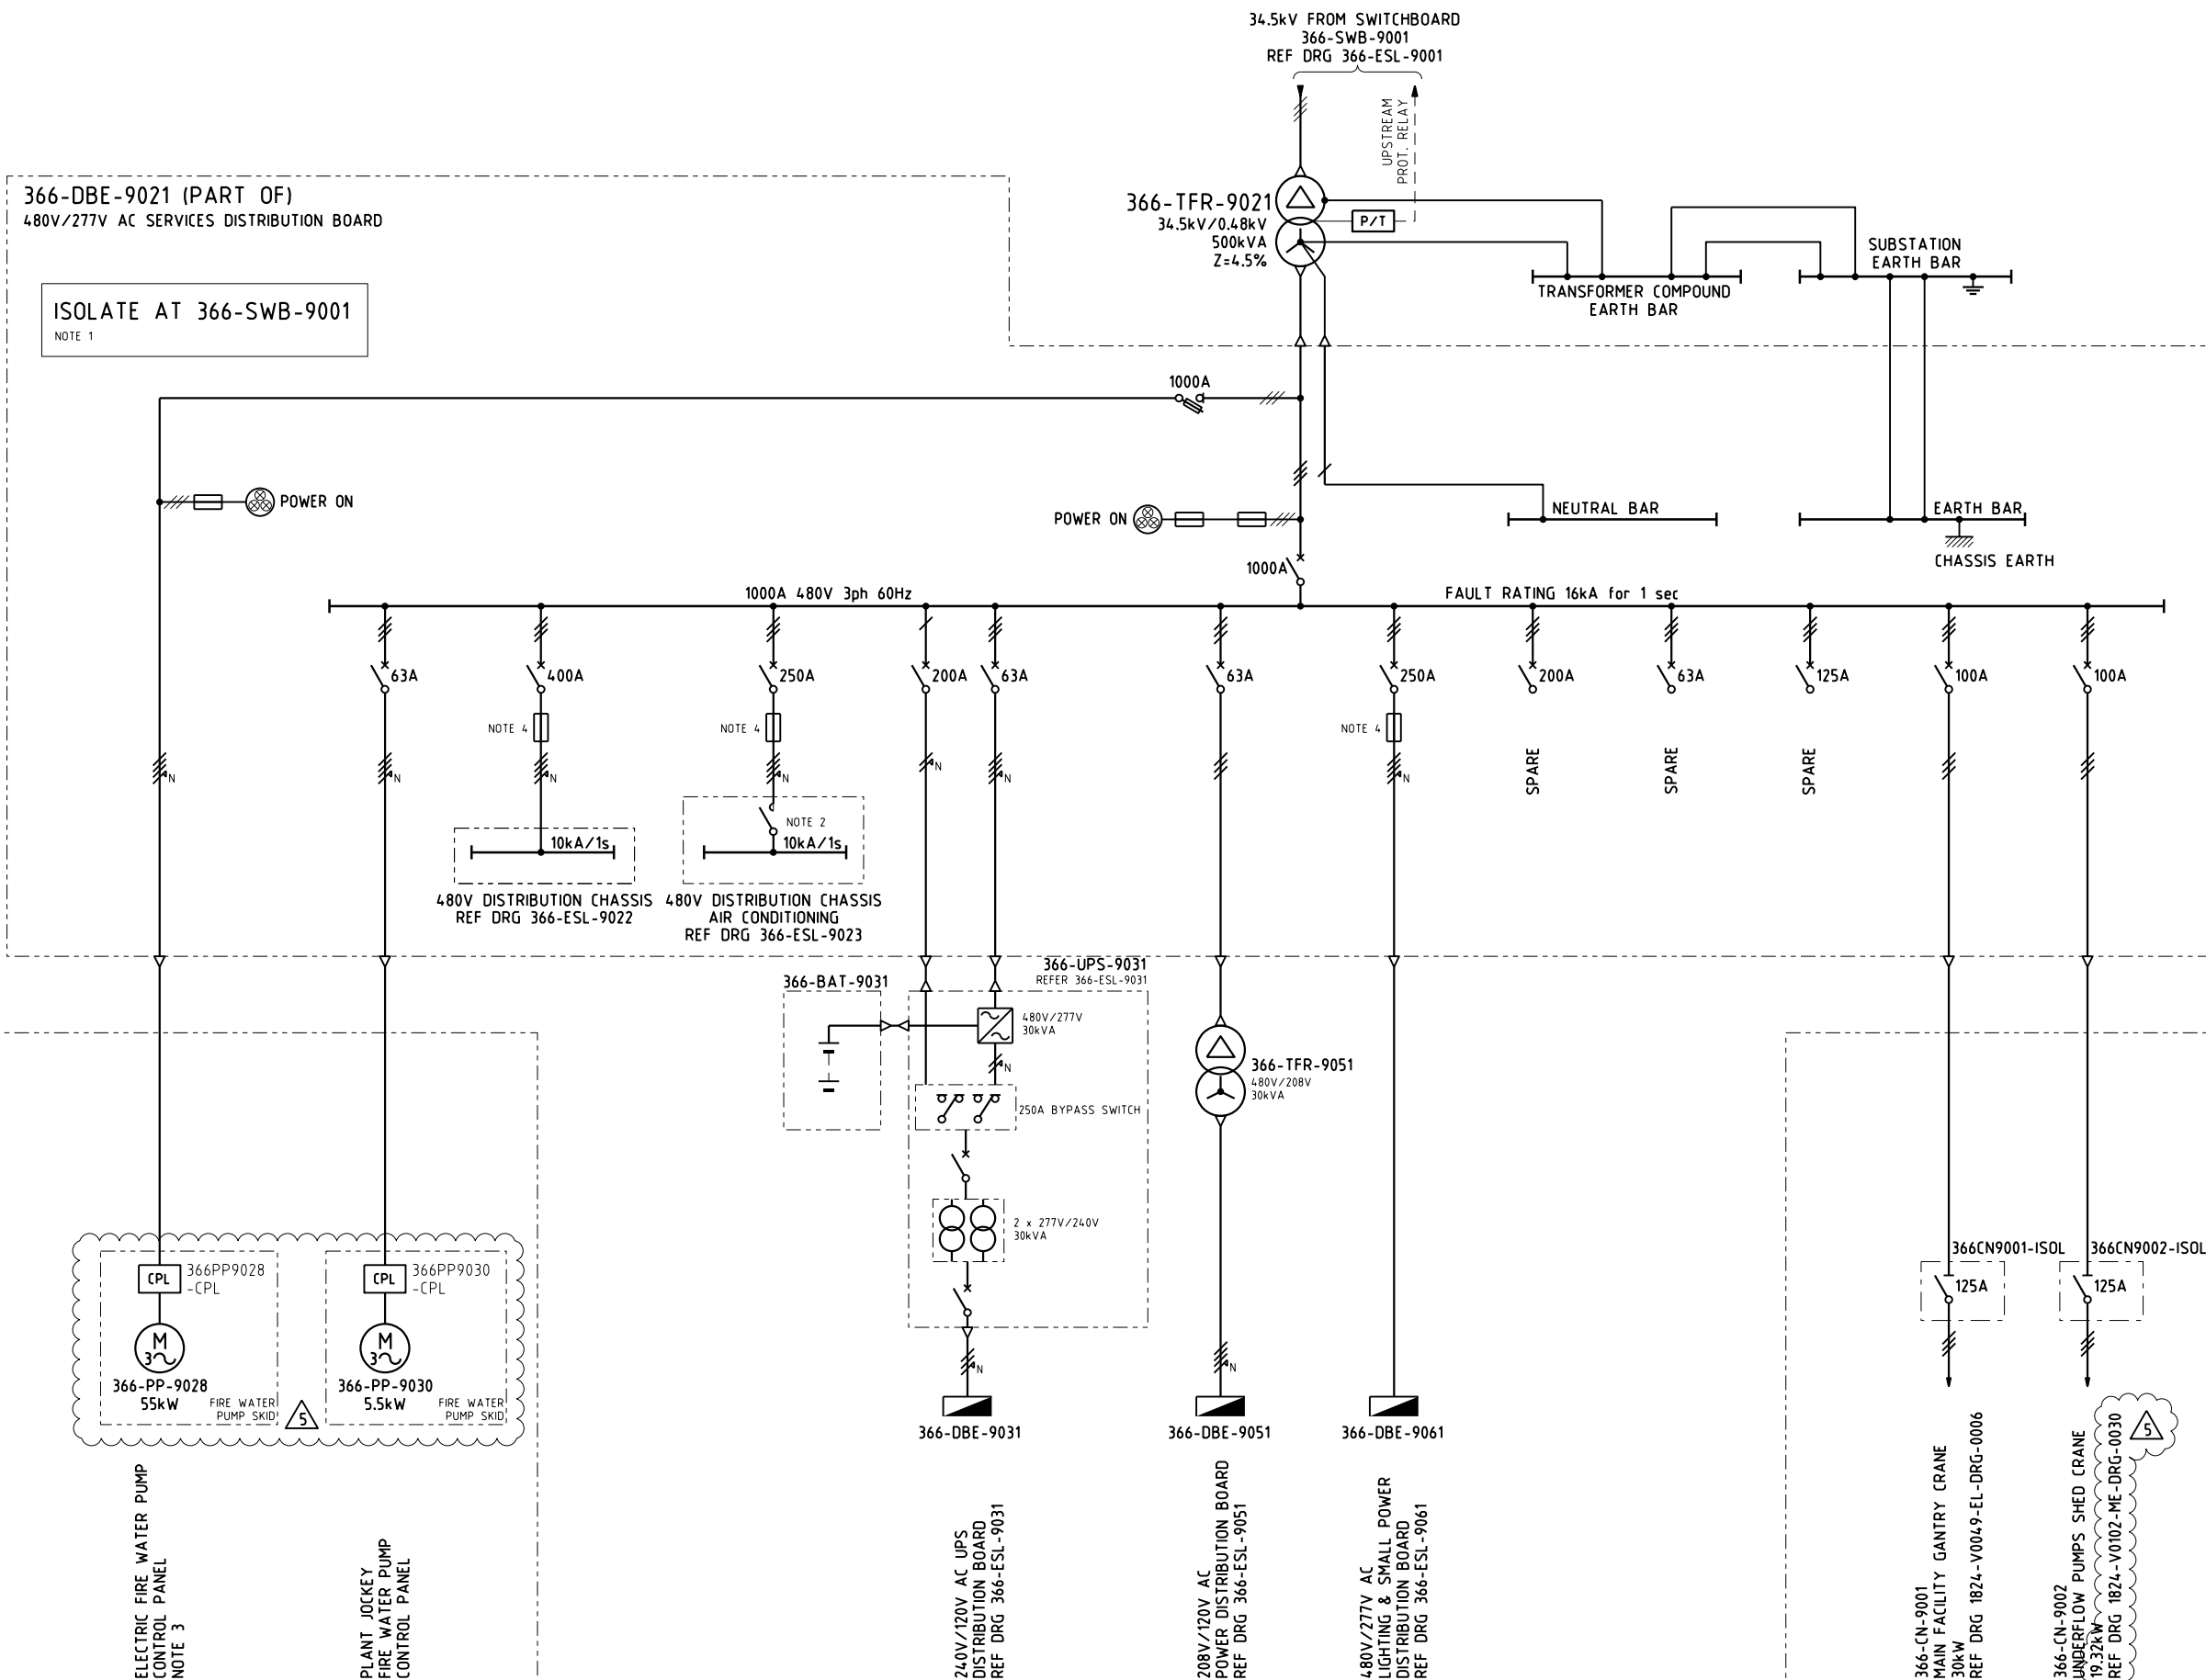 34.5kV FROM SWITCHBOARD
366-SWB-9001
REF DRG 366-ESL-9001
UPSTREAM
PROT. RELAY
366-DBE-9021 (PART OF)
480V/277V AC SERVICES DISTRIBUTION BOARD
ISOLATE AT 366-SWB-9001
NOTE 1
366-TFR-9021
34.5kV/0.48kV
500kVA
Z=4.5%
P/T
TRANSFORMER COMPOUND
EARTH BAR
SUBSTATION
EARTH BAR
1000A
POWER ON
POWER ON
NEUTRAL BAR
EARTH BAR
CHASSIS EARTH
1000A
1000A 480V 3ph 60Hz
FAULT RATING 16kA for 1 sec
63A
400A
250A
200A
63A
63A
250A
200A
63A
125A
100A
100A
NOTE 4
NOTE 4
NOTE 4
N
N
N
N
N
N
N
SPARE
SPARE
SPARE
NOTE 2
10kA/1s
10kA/1s
480V DISTRIBUTION CHASSIS
REF DRG 366-ESL-9022
480V DISTRIBUTION CHASSIS
AIR CONDITIONING
REF DRG 366-ESL-9023
366-BAT-9031
366-UPS-9031
REFER 366-ESL-9031
480V/277V
30kVA
N
250A BYPASS SWITCH
2 x 277V/240V
30kVA
N
366-TFR-9051
480V/208V
30kVA
N
366CN9001-ISOL
125A
366CN9002-ISOL
125A
CPL
366PP9028
-CPL
M
3
366-PP-9028
55kW
FIRE WATER
PUMP SKID
5
CPL
366PP9030
-CPL
M
3
366-PP-9030
5.5kW
FIRE WATER
PUMP SKID
366-DBE-9031
366-DBE-9051
366-DBE-9061
5
ELECTRIC FIRE WATER PUMP
CONTROL PANEL
NOTE 3
PLANT JOCKEY
FIRE WATER PUMP
CONTROL PANEL
240V/120V AC UPS
DISTRIBUTION BOARD
REF DRG 366-ESL-9031
208V/120V AC
POWER DISTRIBUTION BOARD
REF DRG 366-ESL-9051
480V/277V AC
LIGHTING & SMALL POWER
DISTRIBUTION BOARD
REF DRG 366-ESL-9061
366-CN-9001
MAIN FACILITY GANTRY CRANE
30kW
REF DRG 1824-V0049-EL-DRG-0006
366-CN-9002
UNDERFLOW PUMPS SHED CRANE
19.32kW
REF DRG 1824-V0102-ME-DRG-0030